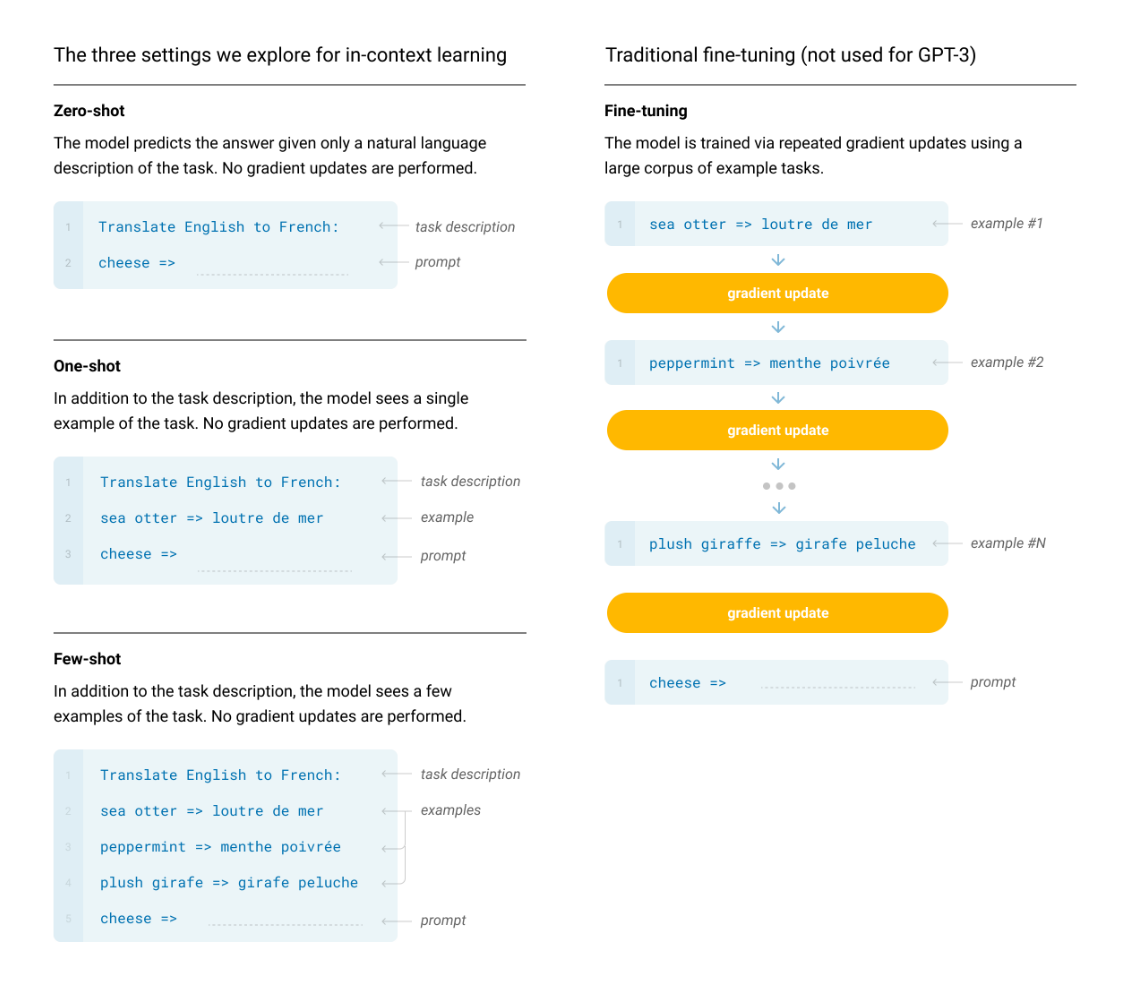 The three settings we explore for in-context learning
Zero-shot
The model predicts the answer given only a natural language
description of the task. No gradient updates are performed.
1 Translate English to French: task description
2 cheese => prompt
One-shot
In addition to the task description, the model sees a single
example of the task. No gradient updates are performed.
1 Translate English to French: task description
2 sea otter => loutre de mer example
3 cheese => prompt
Few-shot
In addition to the task description, the model sees a few
examples of the task. No gradient updates are performed.
1 Translate English to French: task description
2 sea otter => loutre de mer examples
3 peppermint => menthe poivrée
4 plush girafe => girafe peluche
5 cheese => prompt
Traditional fine-tuning (not used for GPT-3)
Fine-tuning
The model is trained via repeated gradient updates using a
large corpus of example tasks.
1 sea otter => loutre de mer example #1
gradient update
1 peppermint => menthe poivrée example #2
gradient update
1 plush giraffe => girafe peluche example #N
gradient update
1 cheese => prompt